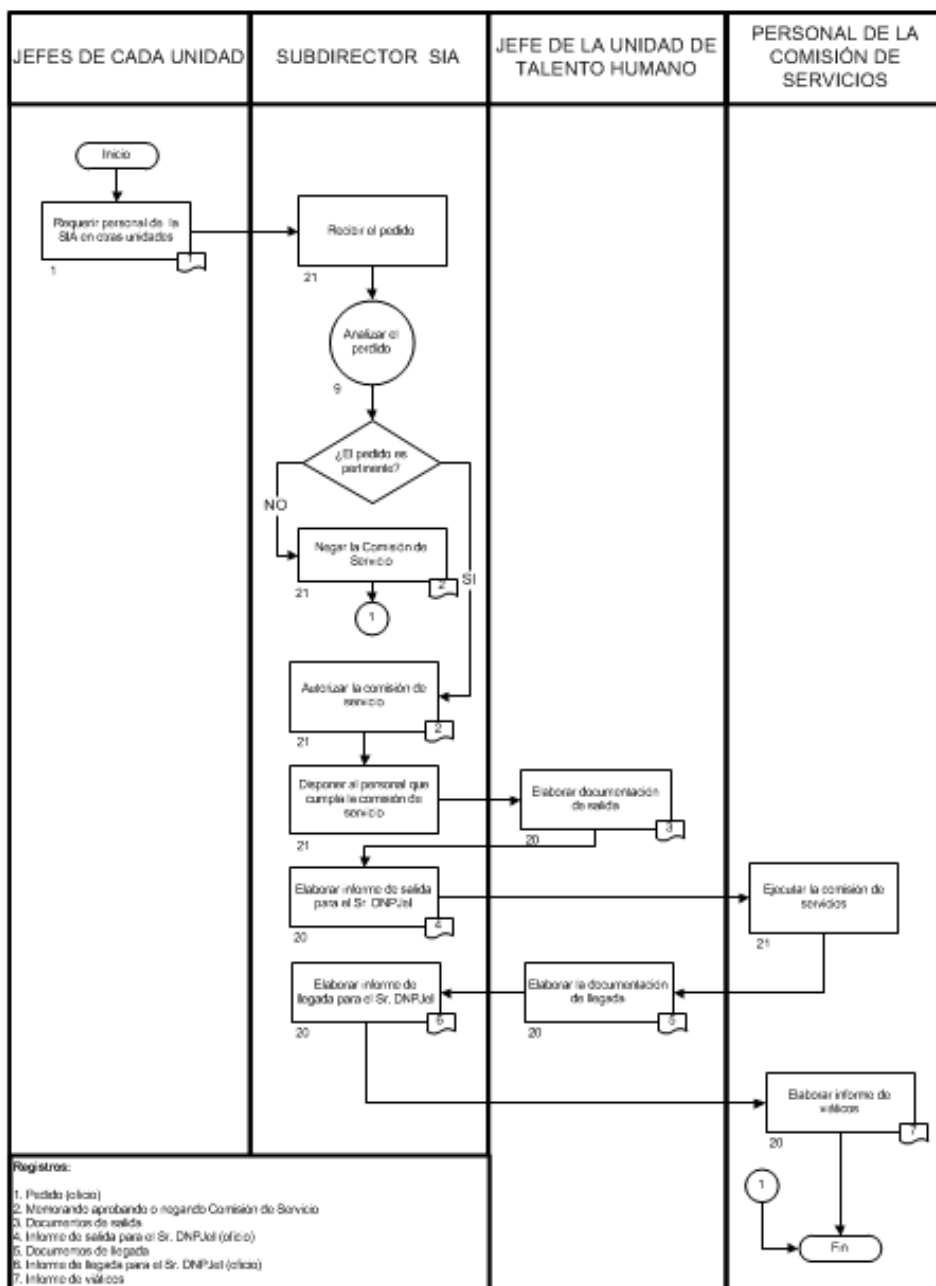 JEFES DE CADA UNIDAD
SUBDIRECTOR SIA
JEFE DE LA UNIDAD DE
TALENTO HUMANO
PERSONAL DE LA
COMISIÓN DE
SERVICIOS
Inicio
Requerir personal de la
SIA en otras unidades
1
1
Recibir el pedido
21
Analizar el
perdido
9
¿El pedido es
pertinente?
NO
SI
Negar la Comisión de
Servicio
2
21
1
Autorizar la comisión de
servicio
2
21
Disponer al personal que
cumpla la comisión de
servicio
21
Elaborar documentación
de salida
3
20
Elaborar informe de salida
para el Sr. DNPJeI
4
20
Ejecutar la comisión de
servicios
21
Elaborar la documentación
de llegada
5
20
Elaborar informe de
llegada para el Sr. DNPJeI
6
20
Elaborar informe de
viáticos
7
20
1
Fin
Registros:
1. Pedido (oficio)
2. Memorando aprobando o negando Comisión de Servicio
3. Documentos de salida
4. Informe de salida para el Sr. DNPJeI (oficio)
5. Documentos de llegada
6. Informe de llegada para el Sr. DNPJeI (oficio)
7. Informe de viáticos